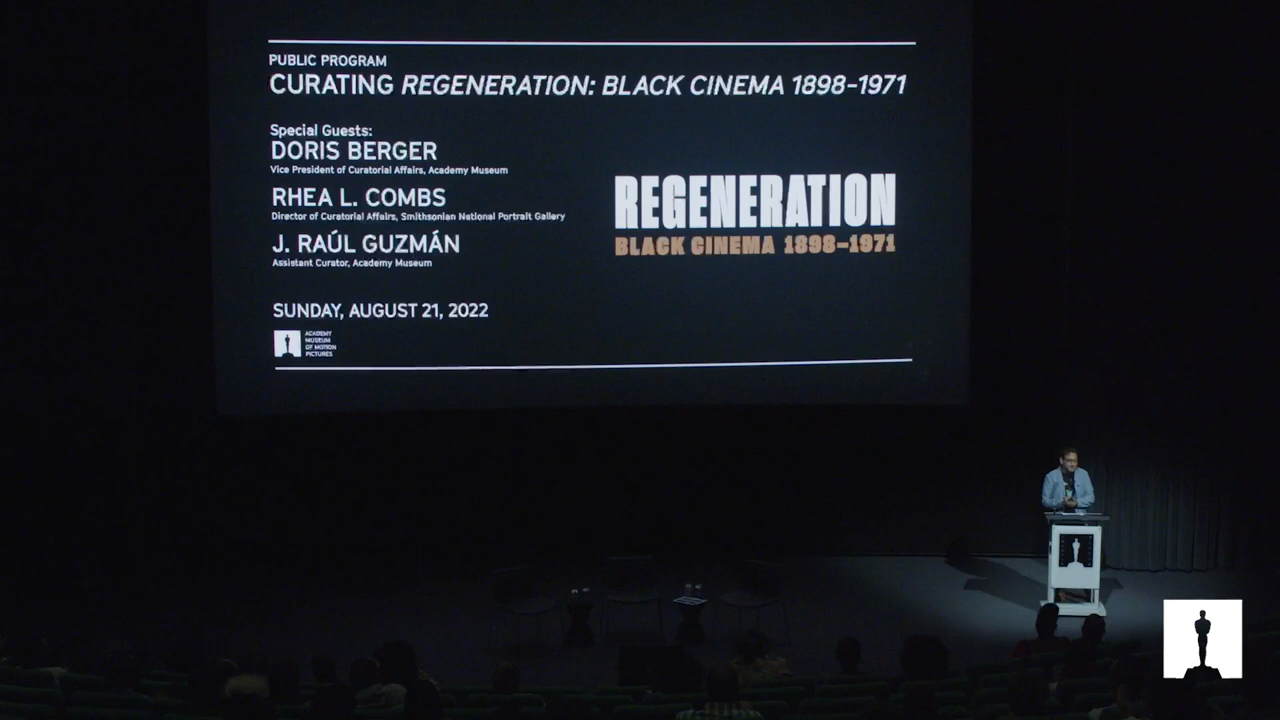 PUBLIC PROGRAM
CURATING REGENERATION: BLACK CINEMA 1898-1971
Special Guests:
DORIS BERGER
Vice President of Curatorial Affairs, Academy Museum
RHEA L. COMBS
Director of Curatorial Affairs, Smithsonian National Portrait Gallery
J. RAÚL GUZMÁN
Assistant Curator, Academy Museum
SUNDAY, AUGUST 21, 2022
ACADEMY
MUSEUM
OF MOTION
PICTURES
REGENERATION
BLACK CINEMA 1898-1971